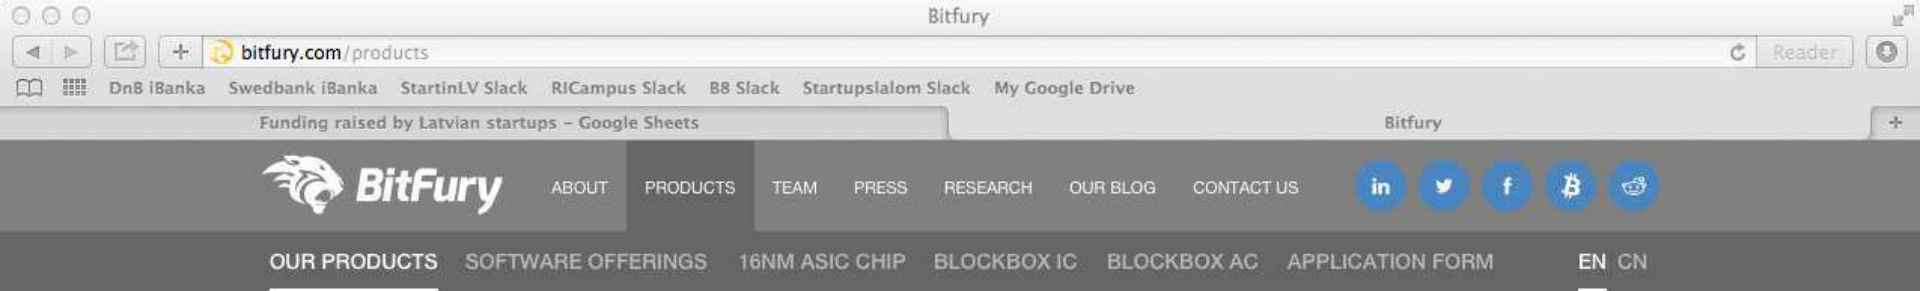 Bitfury
bitfury.com/products Reader
DnB iBanka Swedbank iBanka StartinLV Slack RICampus Slack B8 Slack Startupslalom Slack My Google Drive
Funding raised by Latvian startups – Google Sheets Bitfury
BitFury ABOUT PRODUCTS TEAM PRESS RESEARCH OUR BLOG CONTACT US in f
OUR PRODUCTS SOFTWARE OFFERINGS 16NM ASIC CHIP BLOCKBOX IC BLOCKBOX AC APPLICATION FORM EN CN